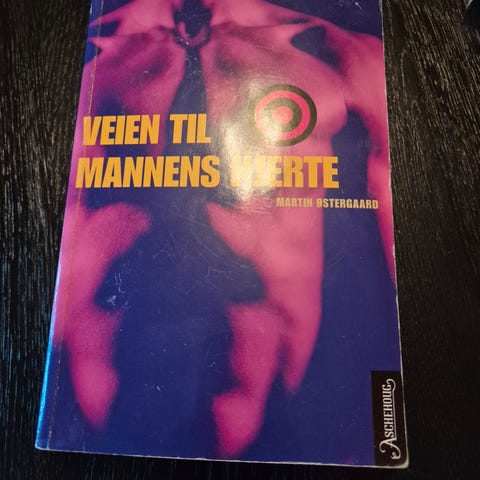 VEIEN TIL
MANNENS HJERTE
MARTIN ØSTERGAARD
ASCHEHOUG